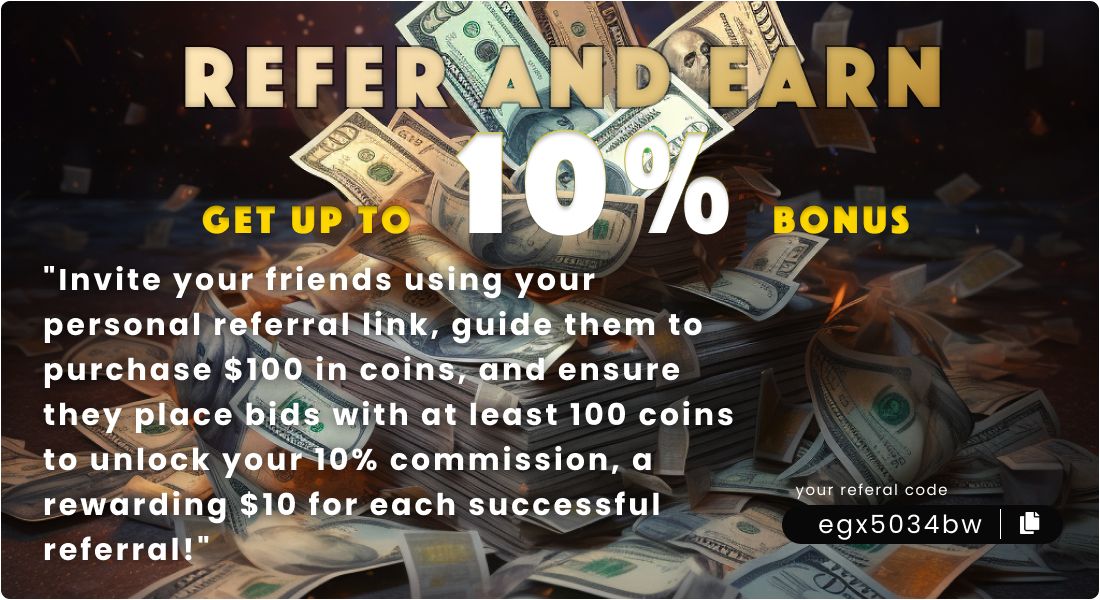 REFER AND EARN
GET UP TO 10% BONUS
"Invite your friends using your
personal referral link, guide them to
purchase $100 in coins, and ensure
they place bids with at least 100 coins
to unlock your 10% commission, a
rewarding $10 for each successful
referral!"
your referal code
egx5034bw